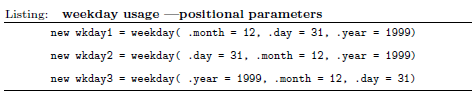 Listing: weekday usage —positional parameters
new wkday1 = weekday( .month = 12, .day = 31, .year = 1999)
new wkday2 = weekday( .day = 31, .month = 12, .year = 1999)
new wkday3 = weekday( .year = 1999, .month = 12, .day = 31)